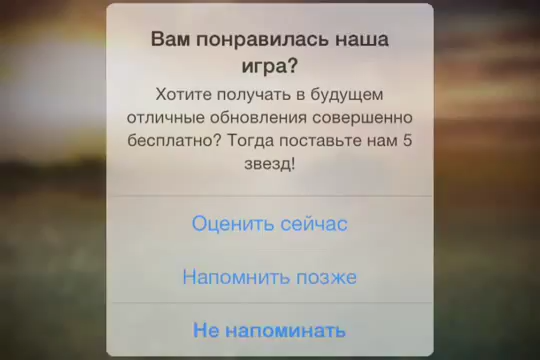 Вам понравилась наша
игра?
Хотите получать в будущем
отличные обновления совершенно
бесплатно? Тогда поставьте нам 5
звезд!
Оценить сейчас
Напомнить позже
Не напоминать